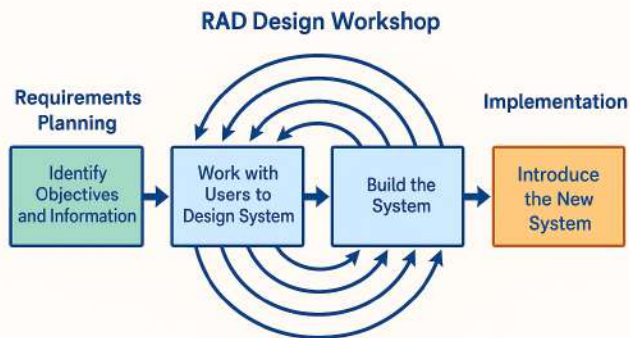 RAD Design Workshop
Requirements
Planning
Identify
Objectives
and Information
Work with
Users to
Design System
Build the
System
Implementation
Introduce
the New
System